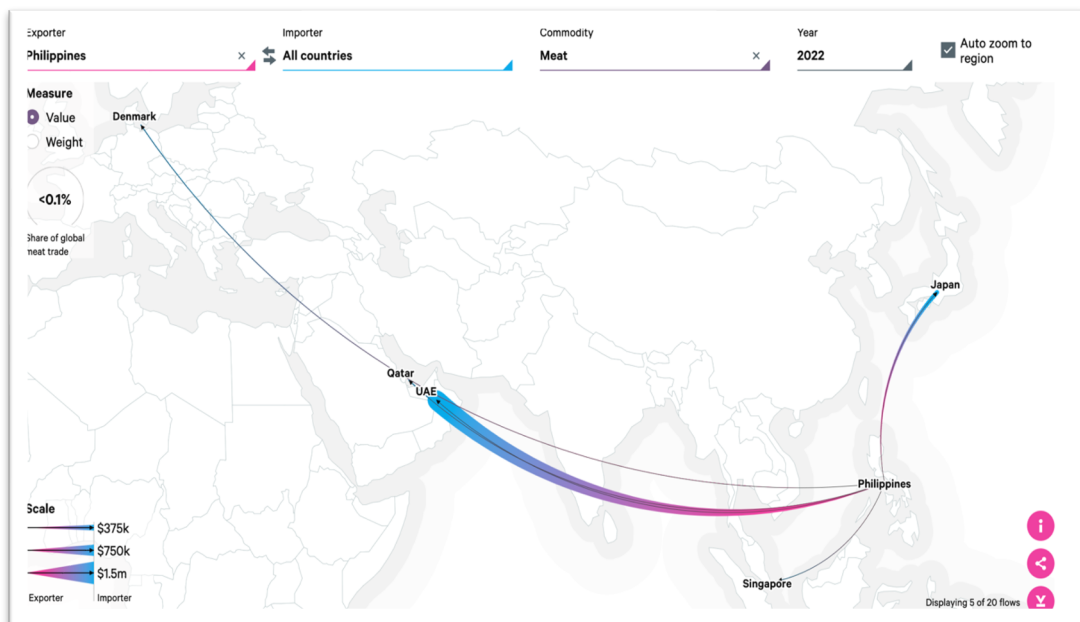 Exporter
Philippines ×
Importer
All countries
Commodity
Meat ×
Year
2022
Auto zoom to
region
Measure
Value
Weight
<0.1%
Share of global
meat trade
Denmark
Japan
Qatar
UAE
Philippines
Singapore
Scale
$375k
$750k
$1.5m
Exporter
Importer
Displaying 5 of 20 flows